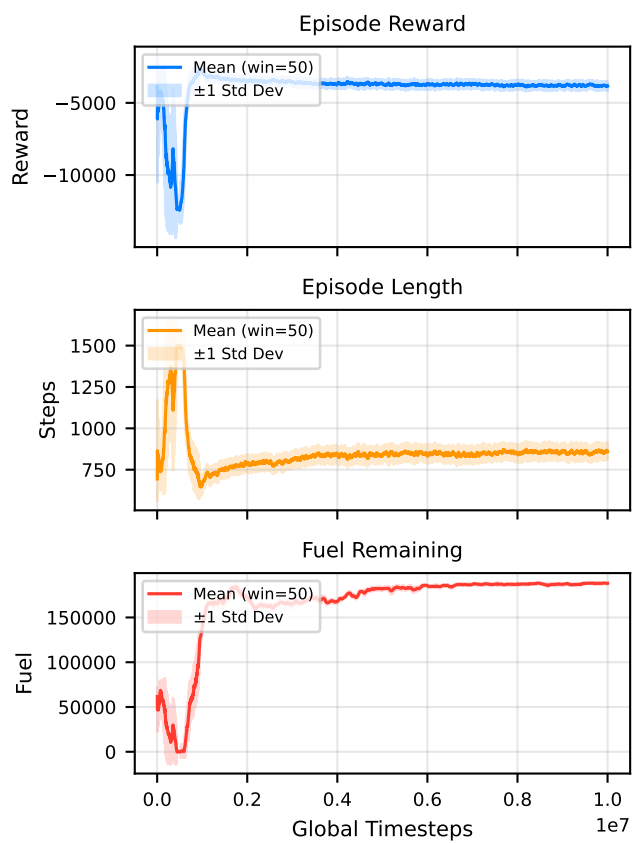 Episode Reward
Mean (win=50)
±1 Std Dev
−5000
−10000
Reward
Episode Length
Mean (win=50)
±1 Std Dev
1500
1250
1000
750
Steps
Fuel Remaining
Mean (win=50)
±1 Std Dev
150000
100000
50000
0
Fuel
0.0 0.2 0.4 0.6 0.8 1.0
1e7
Global Timesteps